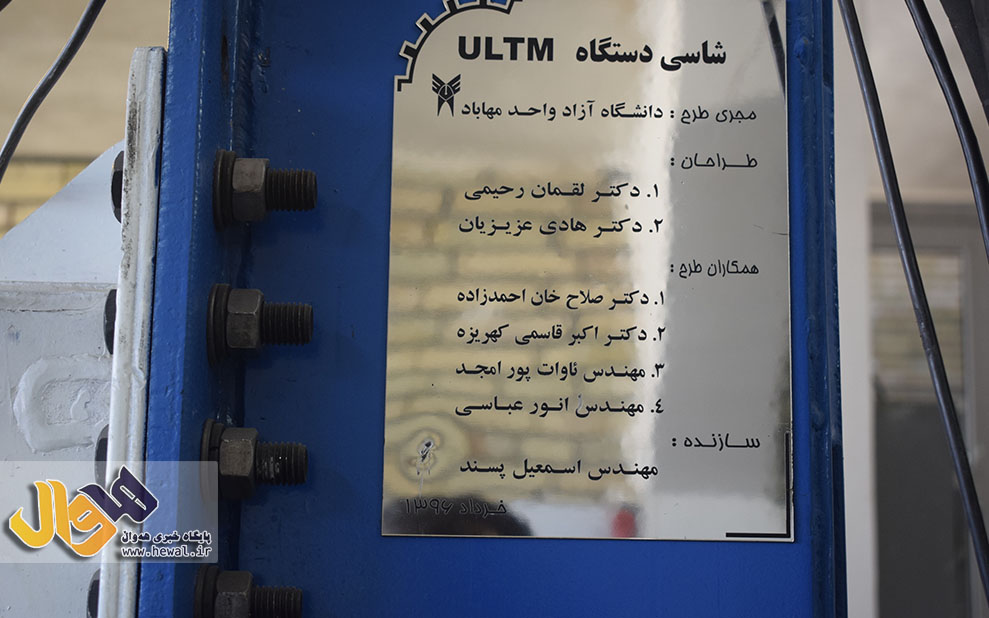 شاسی دستگاه ULTM
مجری طرح : دانشگاه آزاد واحد مهاباد
طراحان :
۱. دکتر لقمان رحیمی
۲. دکتر هادی عزیزیان
همکاران طرح :
۱. دکتر صلاح خان احمدزاده
۲. دکتر اکبر قاسمی کهریزه
۳. مهندس ئاوات پور امجد
۴. مهندس انور عباسی
سازنده :
مهندس اسمعیل پسند
خرداد ۱۳۹۶
هەواڵ
پایگاه خبری هەواڵ
www.hewal.ir